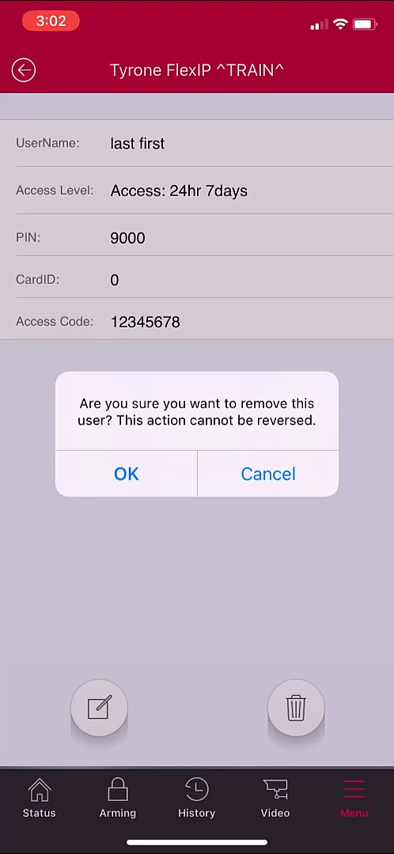 3:02
Tyrone FlexIP ^TRAIN^
UserName: last first
Access Level: Access: 24hr 7days
PIN: 9000
CardID: 0
Access Code: 12345678
Are you sure you want to remove this
user? This action cannot be reversed.
OK Cancel
Status Arming History Video Menu